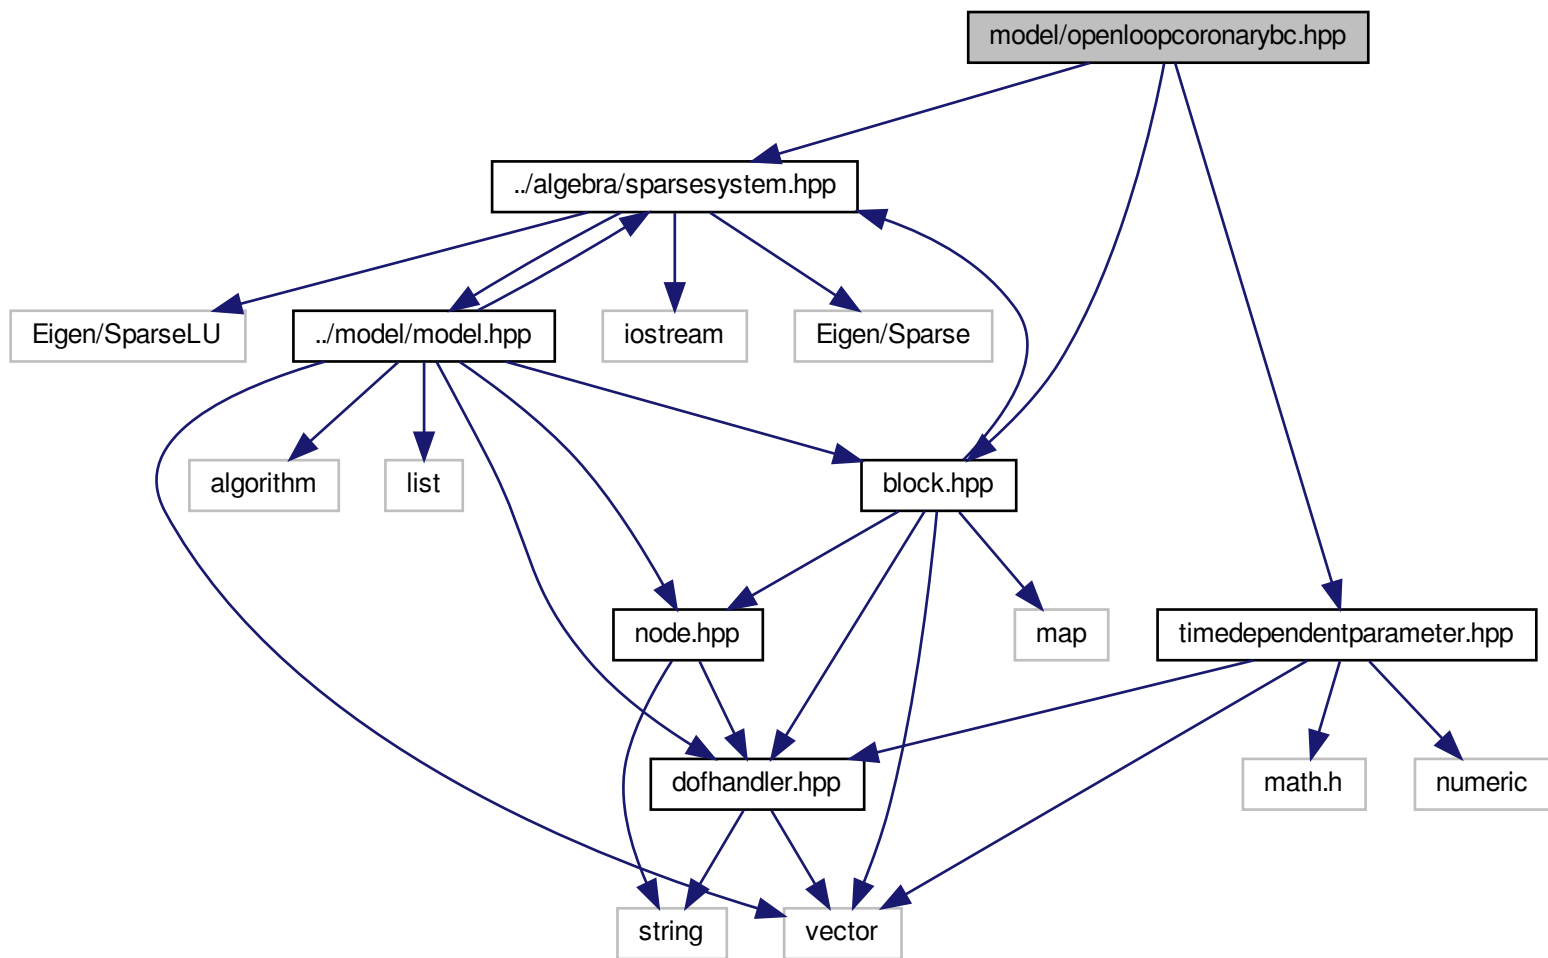 model/openloopcoronarybc.hpp
../algebra/sparsesystem.hpp
Eigen/SparseLU
../model/model.hpp
iostream
Eigen/Sparse
algorithm
list
block.hpp
node.hpp
map
timedependentparameter.hpp
dofhandler.hpp
math.h
numeric
string
vector